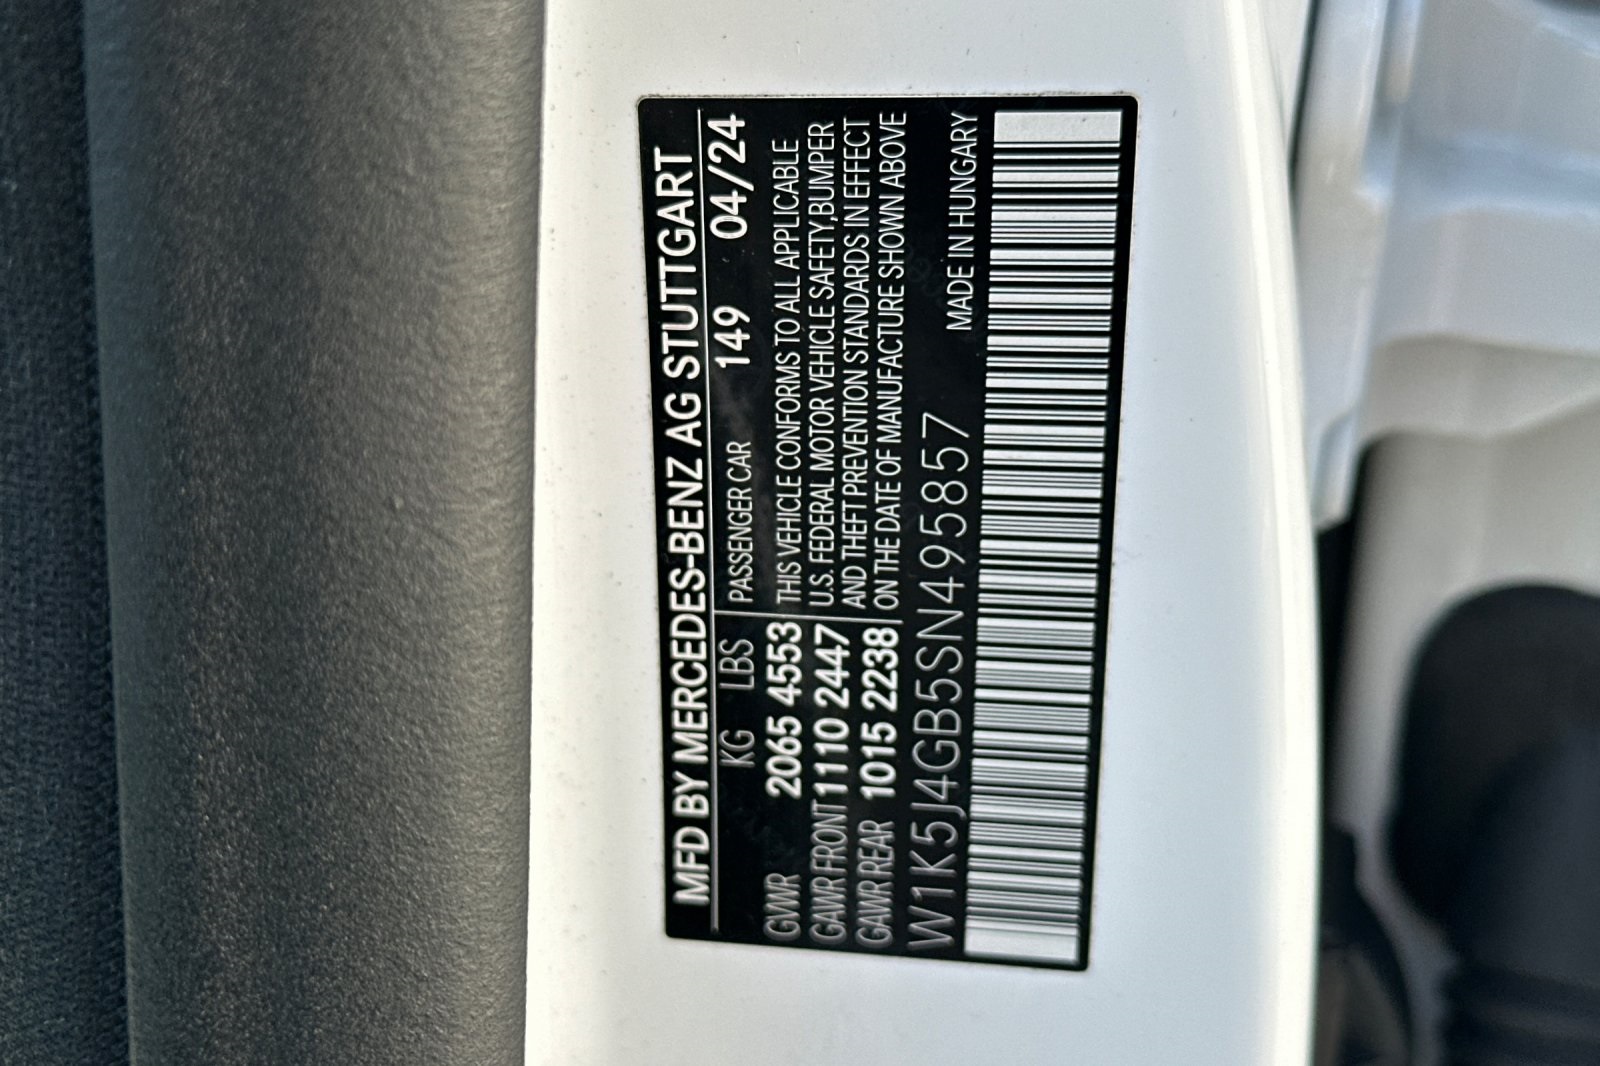 MFD BY MERCEDES-BENZ AG STUTTGART
KG LBS PASSENGER CAR 149 04/24
GVWR 2065 4553 THIS VEHICLE CONFORMS TO ALL APPLICABLE
GAWR FRONT 1110 2447 U.S. FEDERAL MOTOR VEHICLE SAFETY,BUMPER
GAWR REAR 1015 2238 AND THEFT PREVENTION STANDARDS IN EFFECT
ON THE DATE OF MANUFACTURE SHOWN ABOVE
W1K5J4GB5SN495857 MADE IN HUNGARY